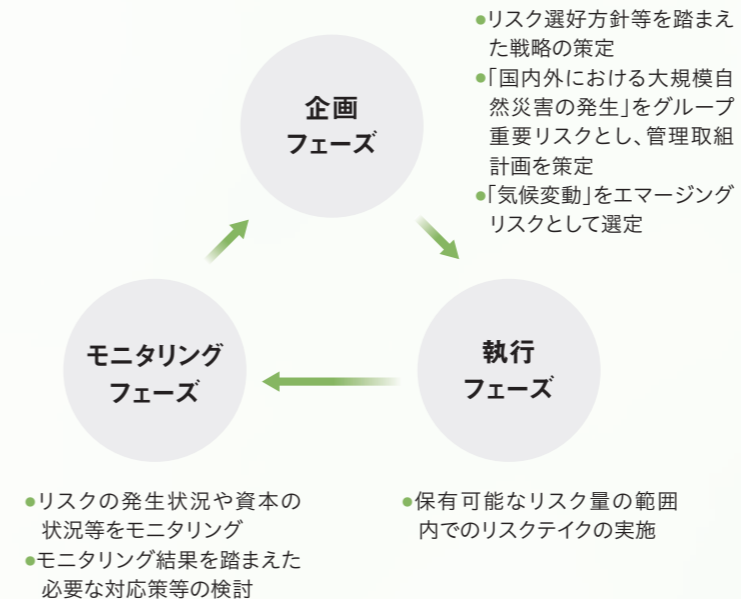 企画
フェーズ
●リスク選好方針等を踏まえ
た戦略の策定
●「国内外における大規模自
然災害の発生」をグループ
重要リスクとし、管理取組
計画を策定
●「気候変動」をエマージング
リスクとして選定
執行
フェーズ
●保有可能なリスク量の範囲
内でのリスクテイクの実施
モニタリング
フェーズ
●リスクの発生状況や資本の
状況等をモニタリング
●モニタリング結果を踏まえた
必要な対応策等の検討